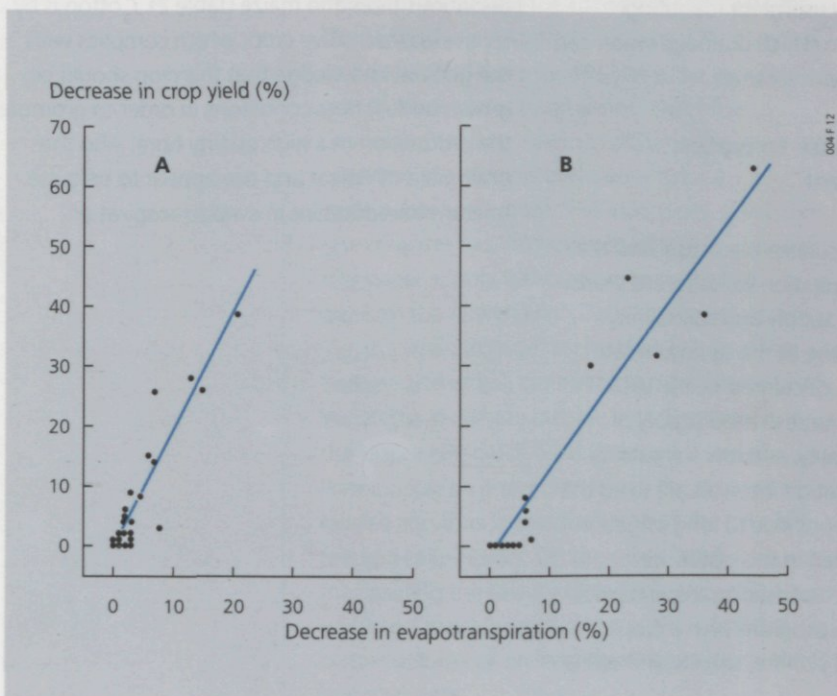 Decrease in crop yield (%)
70
60
50
40
30
20
10
0
A
B
004 F 12
0 10 20 30 40 50
0 10 20 30 40 50
Decrease in evapotranspiration (%)